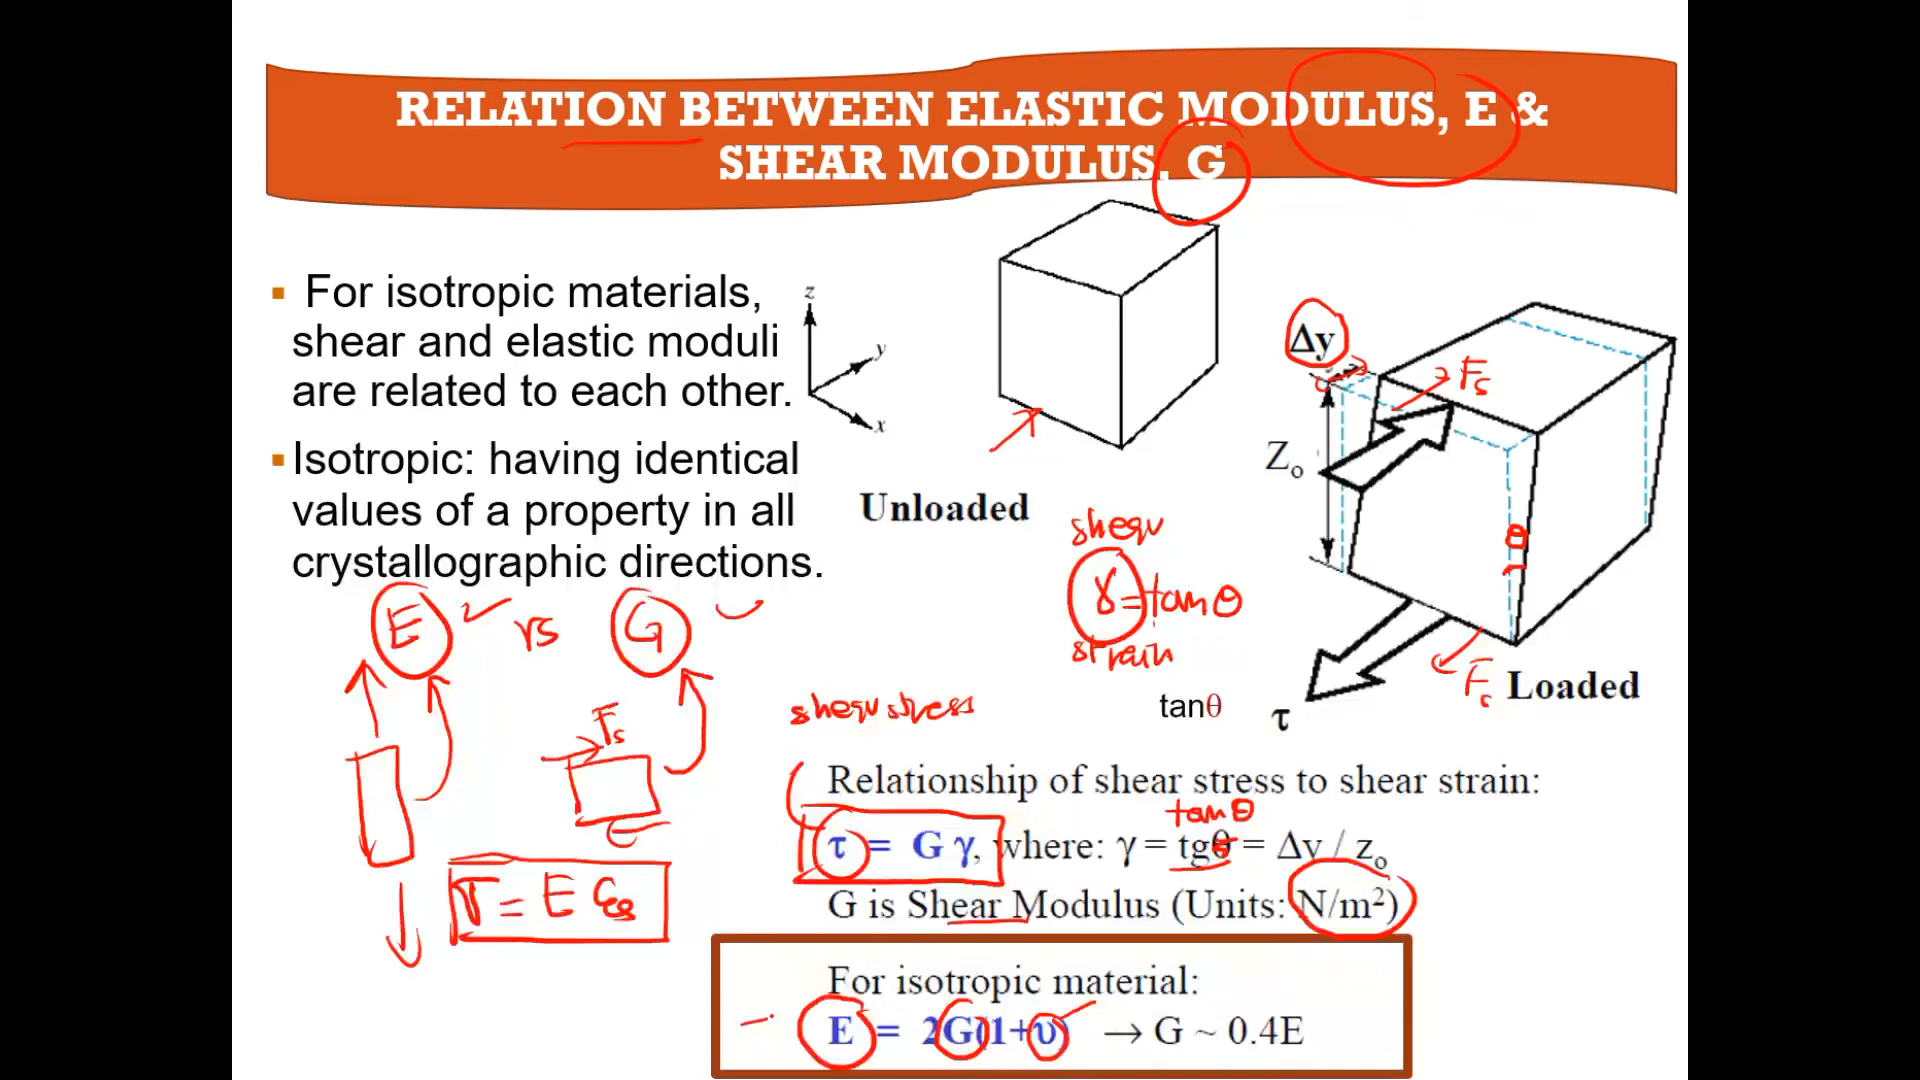 RELATION BETWEEN ELASTIC MODULUS, E &
SHEAR MODULUS, G
▪ For isotropic materials,
shear and elastic moduli
are related to each other.
▪ Isotropic: having identical
values of a property in all
crystallographic directions.
z
y
x
Unloaded
Δy
Fs
Zo
θ
Fs
Loaded
τ
shear
γ = tanθ
strain
tanθ
E vs G
Fs
σ = E
shear stress
Relationship of shear stress to shear strain:
tanθ
τ = G γ, where: γ = tgθ = Δy / zo
G is Shear Modulus (Units: N/m²)
For isotropic material:
E = 2G(1+υ) → G ~ 0.4E